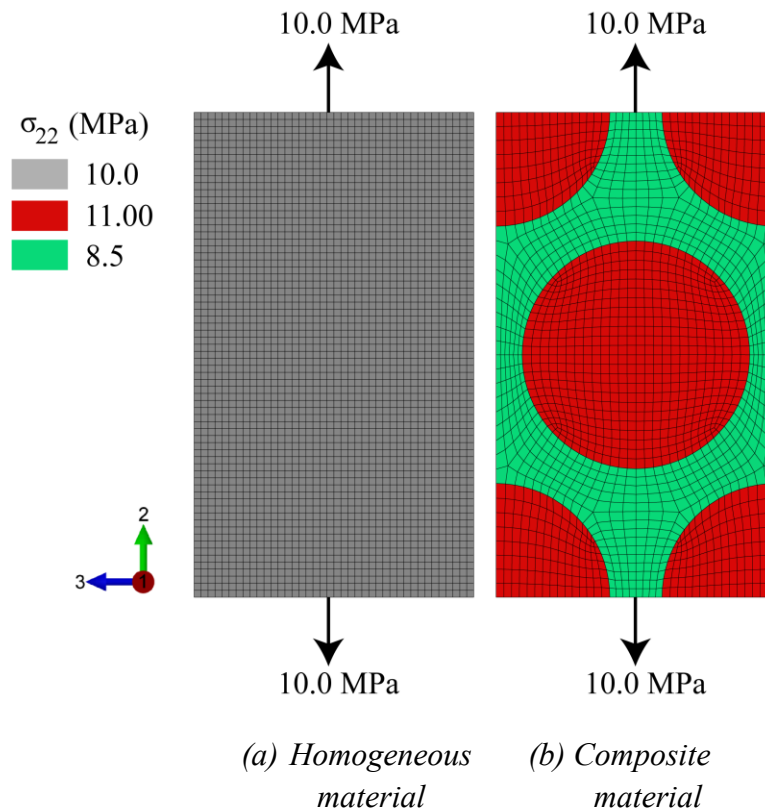 10.0 MPa
10.0 MPa
σ22 (MPa)
10.0
11.00
8.5
2
3
1
10.0 MPa
10.0 MPa
(a) Homogeneous
material
(b) Composite
material